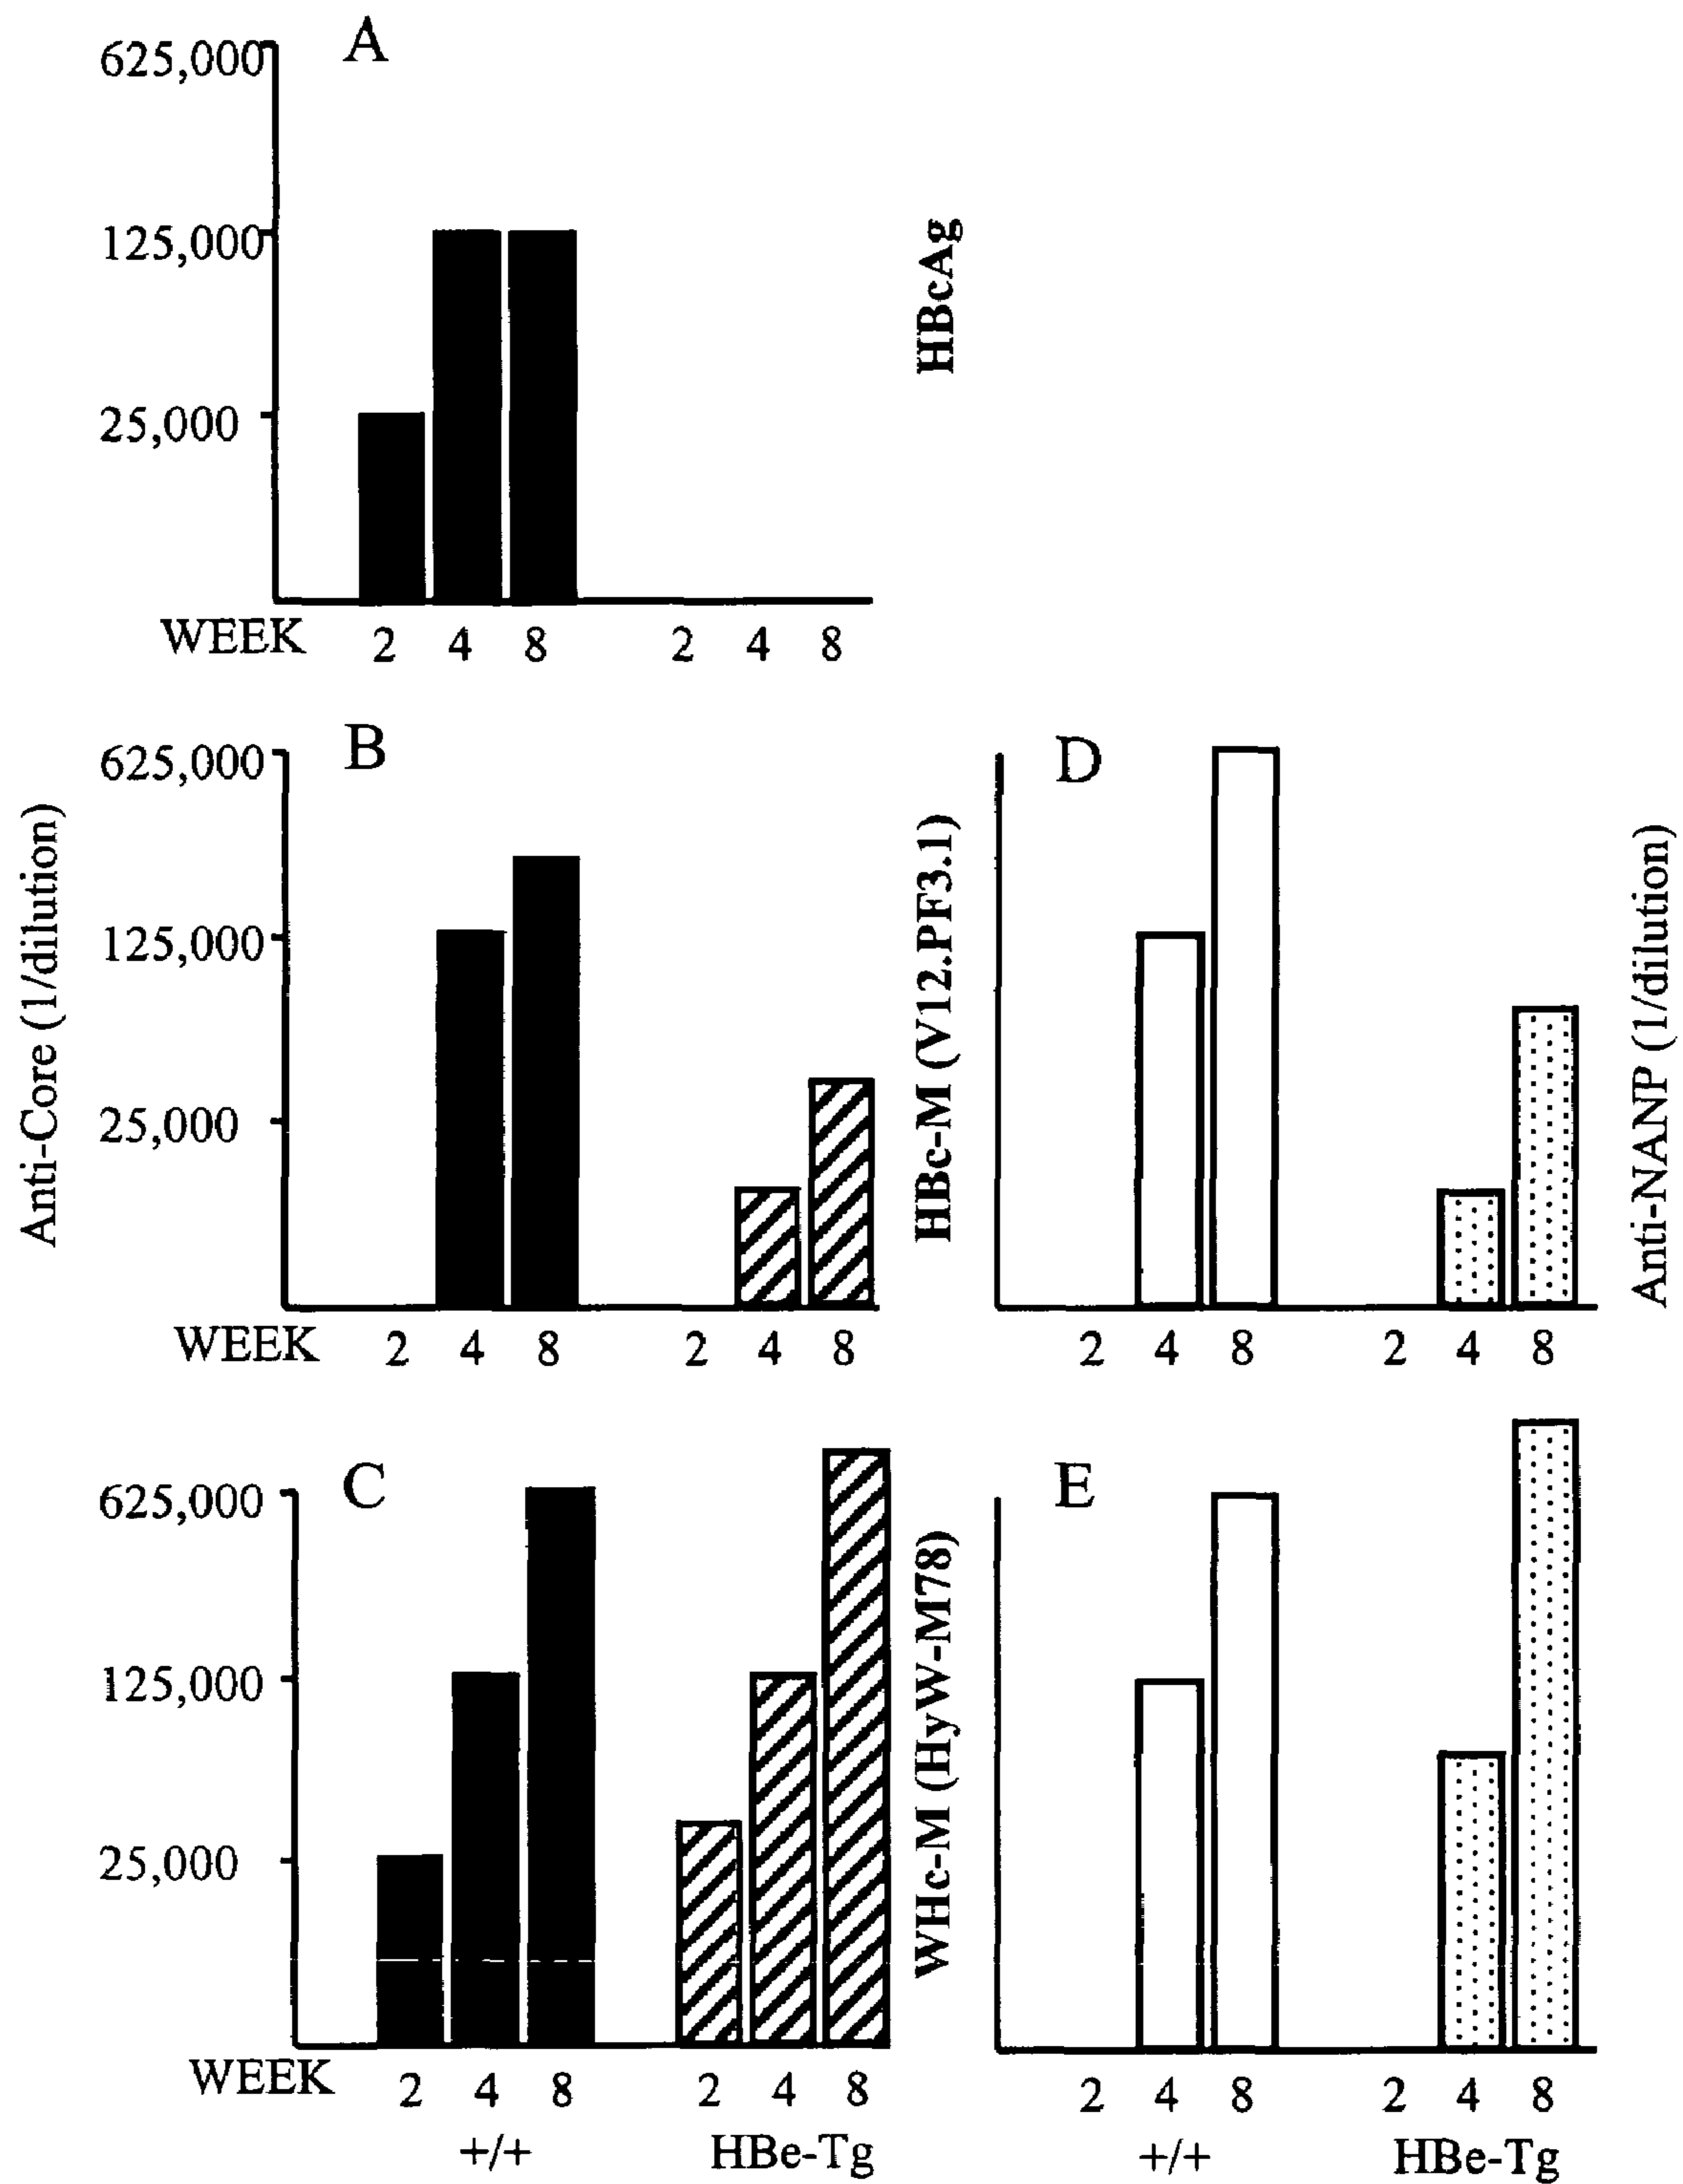 A
625,000
125,000
25,000
HBcAg
WEEK 2 4 8 2 4 8
B
625,000
125,000
25,000
Anti-Core (1/dilution)
WEEK 2 4 8 2 4 8
HBc-M (V12.PF3.1)
D
Anti-NANP (1/dilution)
2 4 8 2 4 8
C
625,000
125,000
25,000
WEEK 2 4 8 2 4 8
+/+ HBe-Tg
WHc-M (HyW-M78)
E
2 4 8 2 4 8
+/+ HBe-Tg